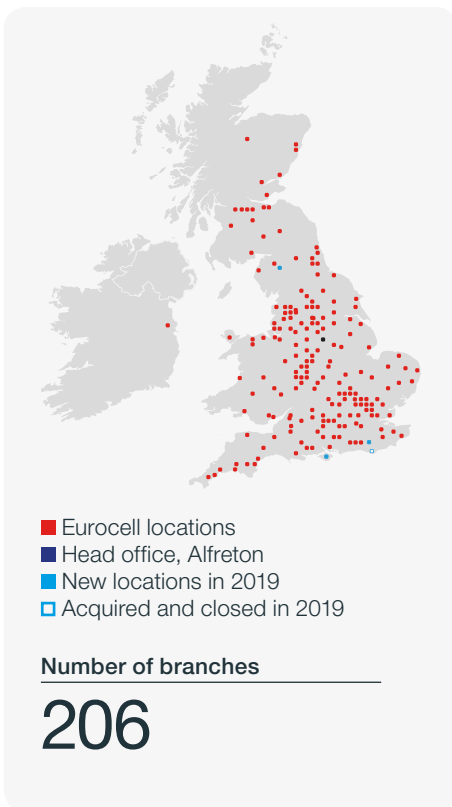 Eurocell locations
Head office, Alfreton
New locations in 2019
Acquired and closed in 2019
Number of branches
206